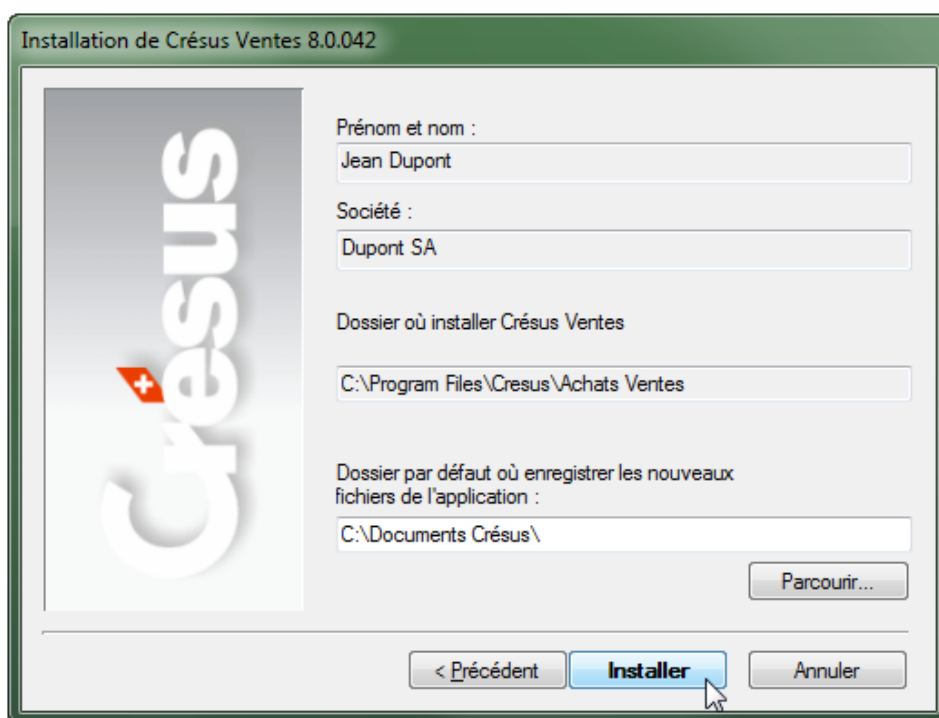 Installation de Crésus Ventes 8.0.042
Crésus
Prénom et nom :
Jean Dupont
Société :
Dupont SA
Dossier où installer Crésus Ventes
C:\Program Files\Cresus\Achats Ventes
Dossier par défaut où enregistrer les nouveaux
fichiers de l'application :
C:\Documents Crésus\
Parcourir...
< Précédent
Installer
Annuler